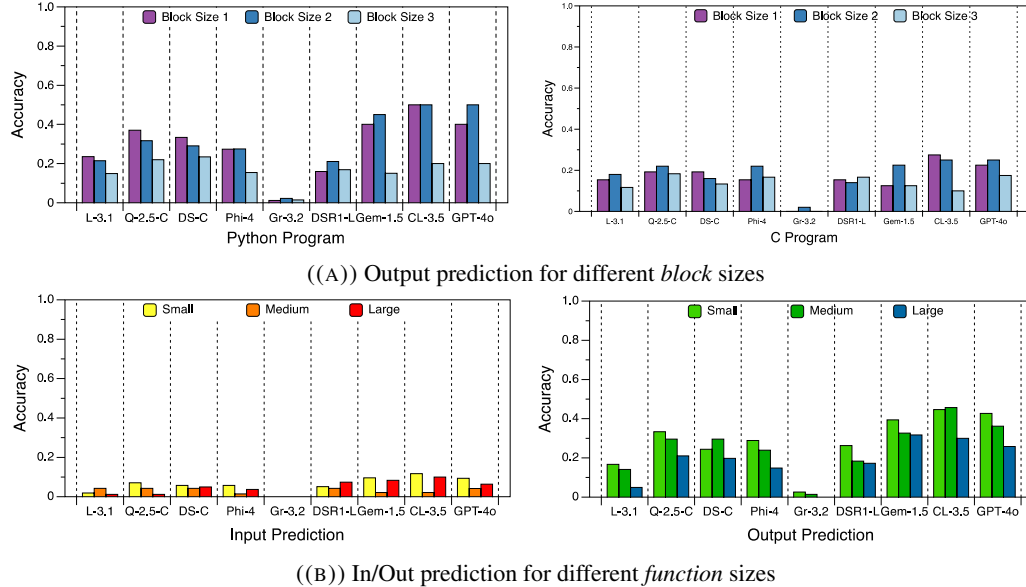 Block Size 1 Block Size 2 Block Size 3
1.0
0.8
0.6
0.4
0.2
0
Accuracy
L-3.1 Q-2.5-C DS-C Phi-4 Gr-3.2 DSR1-L Gem-1.5 CL-3.5 GPT-4o
Python Program
Block Size 1 Block Size 2 Block Size 3
1.0
0.8
0.6
0.4
0.2
0
Accuracy
L-3.1 Q-2.5-C DS-C Phi-4 Gr-3.2 DSR1-L Gem-1.5 CL-3.5 GPT-4o
C Program
((A)) Output prediction for different block sizes
Small Medium Large
1.0
0.8
0.6
0.4
0.2
0
Accuracy
L-3.1 Q-2.5-C DS-C Phi-4 Gr-3.2 DSR1-L Gem-1.5 CL-3.5 GPT-4o
Input Prediction
Small Medium Large
1.0
0.8
0.6
0.4
0.2
0
Accuracy
L-3.1 Q-2.5-C DS-C Phi-4 Gr-3.2 DSR1-L Gem-1.5 CL-3.5 GPT-4o
Output Prediction
((B)) In/Out prediction for different function sizes